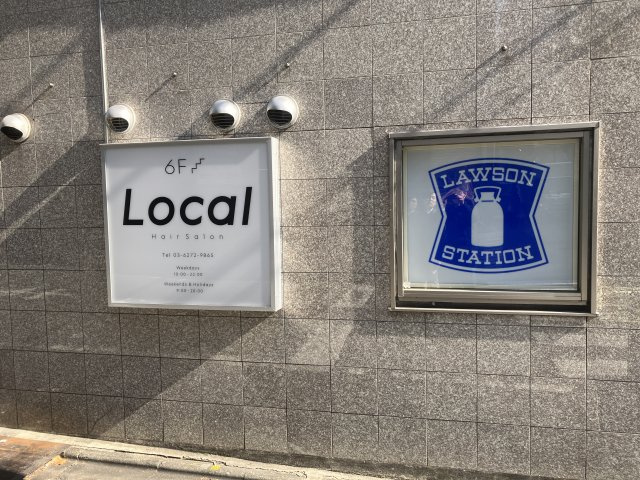 6F
Local
Hair Salon
Tel 03-6272-9865
Weekdays
Weekends & Holidays
LAWSON
STATION